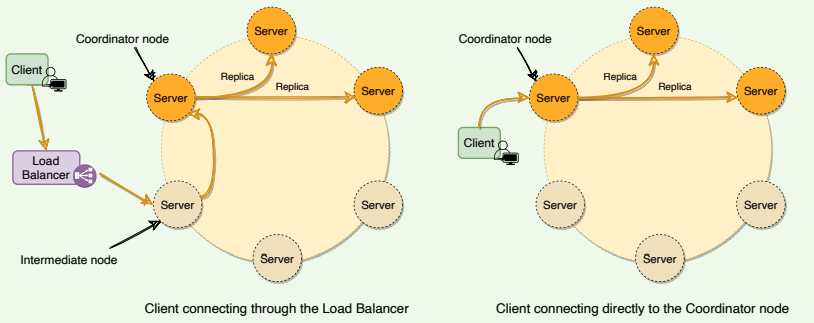 Server
Coordinator node
Client
Replica
Replica
Server
Server
Load
Balancer
Server
Server
Server
Intermediate node
Client connecting through the Load Balancer
Server
Coordinator node
Replica
Replica
Server
Server
Client
Server
Server
Server
Client connecting directly to the Coordinator node